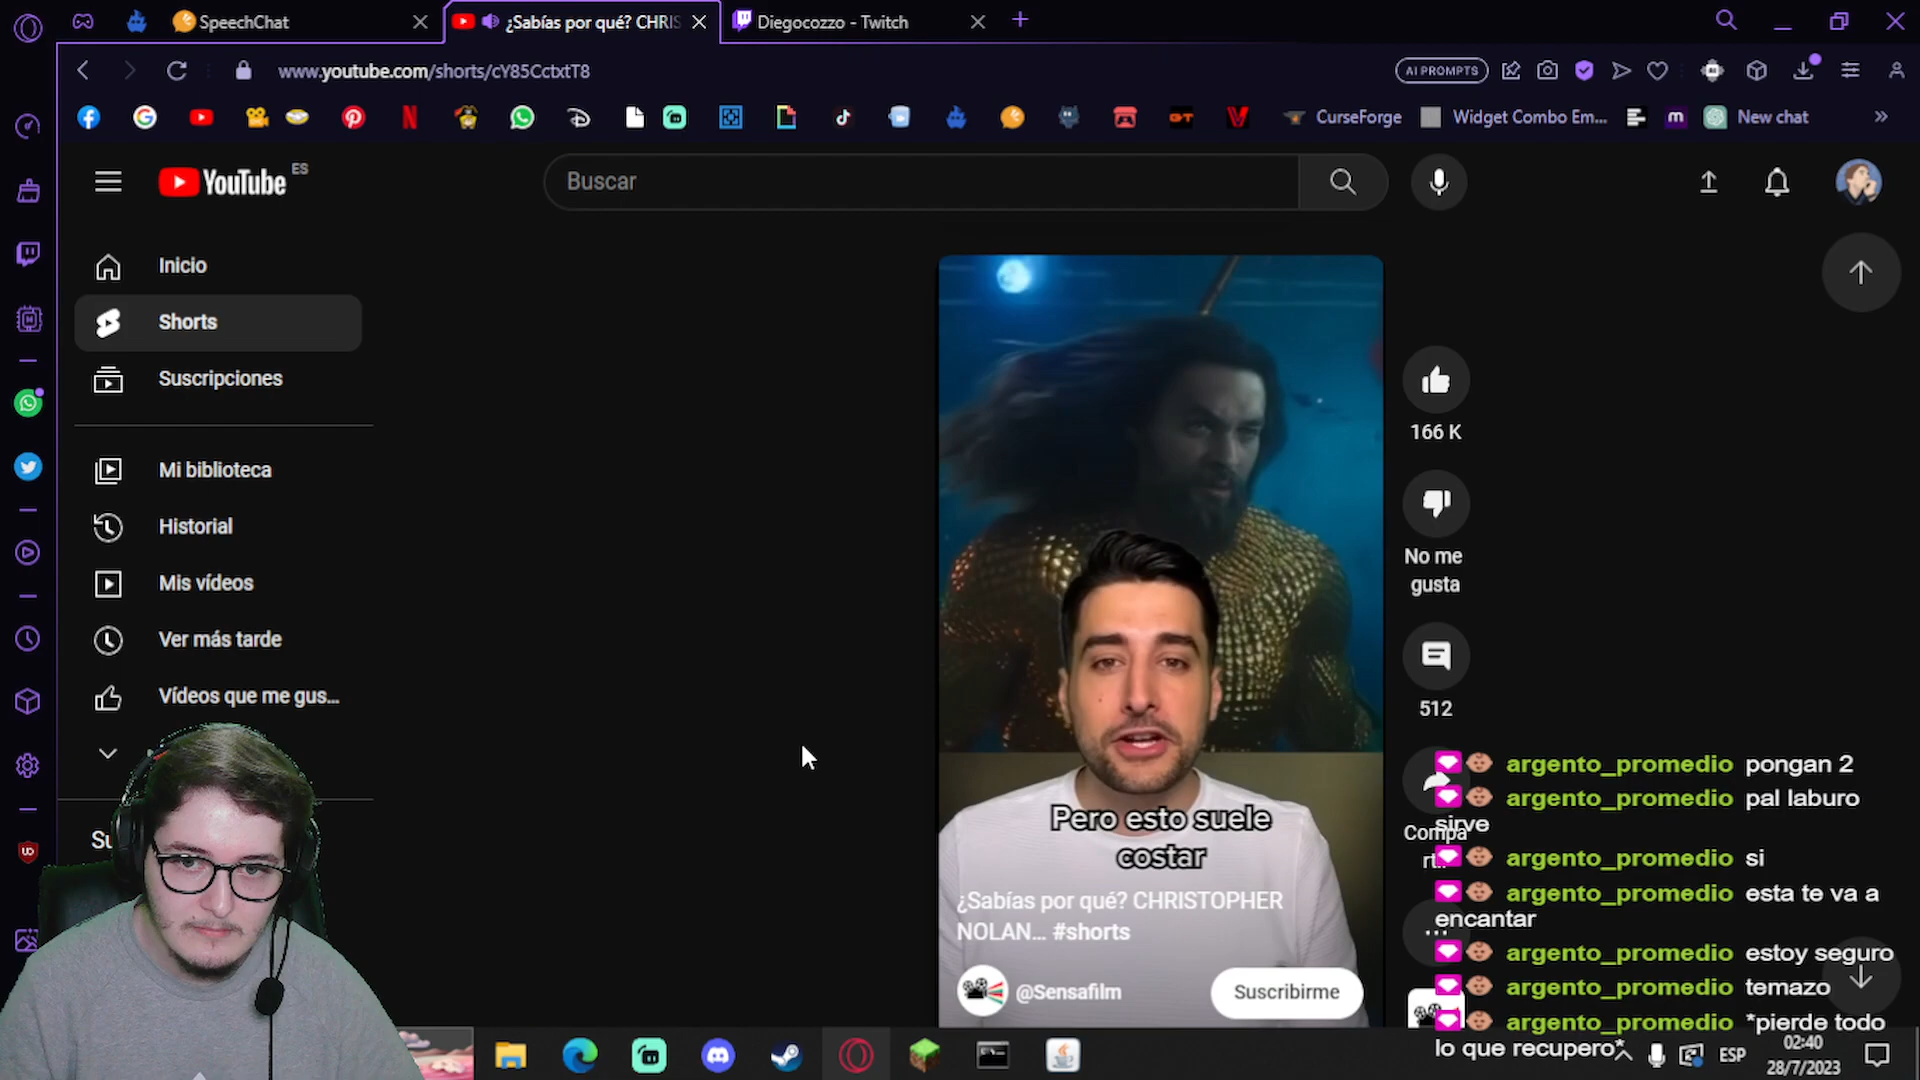 SpeechChat
¿Sabías por qué? CHRIS
Diegocozzo - Twitch
www.youtube.com/shorts/cY85CctxtT8
AI PROMPTS
CurseForge
Widget Combo Em...
New chat
YouTube ES
Buscar
Inicio
Shorts
Suscripciones
Mi biblioteca
Historial
Mis vídeos
Ver más tarde
Vídeos que me gus...
Su
166 K
No me
gusta
512
Compa
rt...
Pero esto suele
costar
¿Sabías por qué? CHRISTOPHER
NOLAN... #shorts
@Sensafilm
Suscribirme
argento_promedio pongan 2
argento_promedio pal laburo
sirve
argento_promedio si
argento_promedio esta te va a
encantar
argento_promedio estoy seguro
argento_promedio temazo
argento_promedio *pierde todo
lo que recupero*
ESP
02:40
28/7/2023